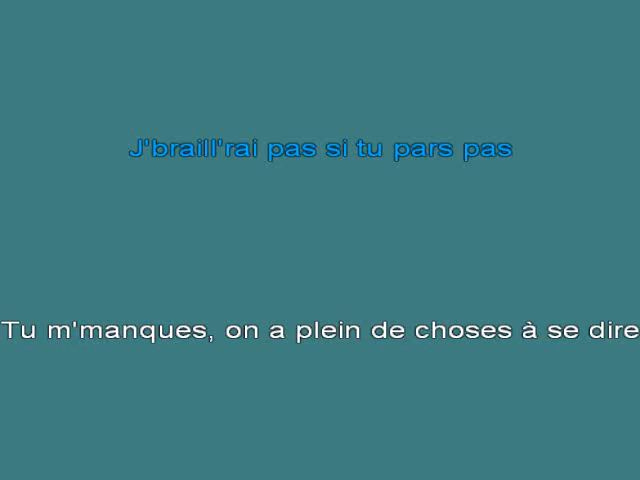 J'braill'rai pas si tu pars pas
Tu m'manques, on a plein de choses à se dire